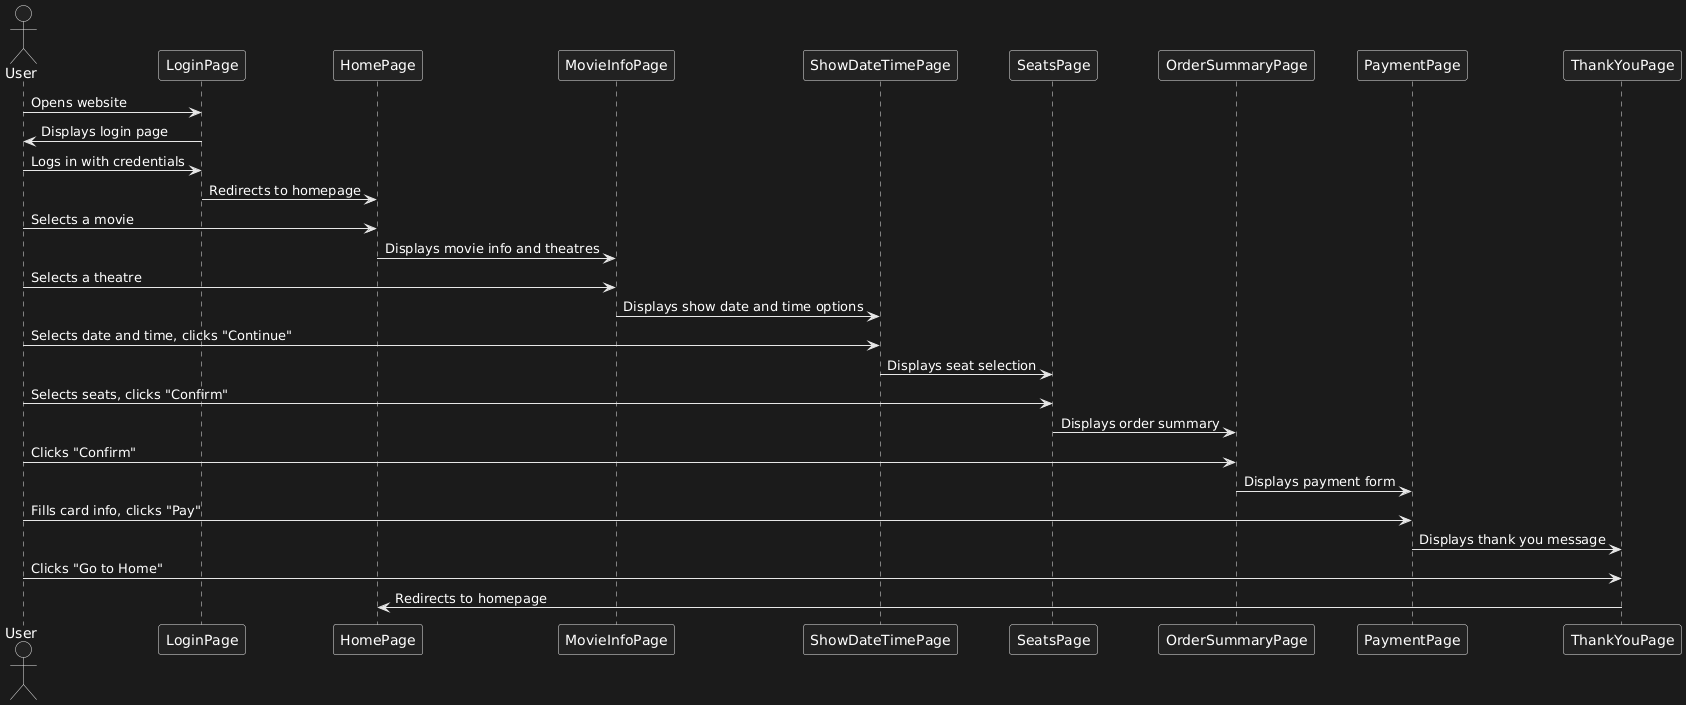 User
LoginPage
HomePage
MovieInfoPage
ShowDateTimePage
SeatsPage
OrderSummaryPage
PaymentPage
ThankYouPage
Opens website
Displays login page
Logs in with credentials
Redirects to homepage
Selects a movie
Displays movie info and theatres
Selects a theatre
Displays show date and time options
Selects date and time, clicks "Continue"
Displays seat selection
Selects seats, clicks "Confirm"
Displays order summary
Clicks "Confirm"
Displays payment form
Fills card info, clicks "Pay"
Displays thank you message
Clicks "Go to Home"
Redirects to homepage
User
LoginPage
HomePage
MovieInfoPage
ShowDateTimePage
SeatsPage
OrderSummaryPage
PaymentPage
ThankYouPage